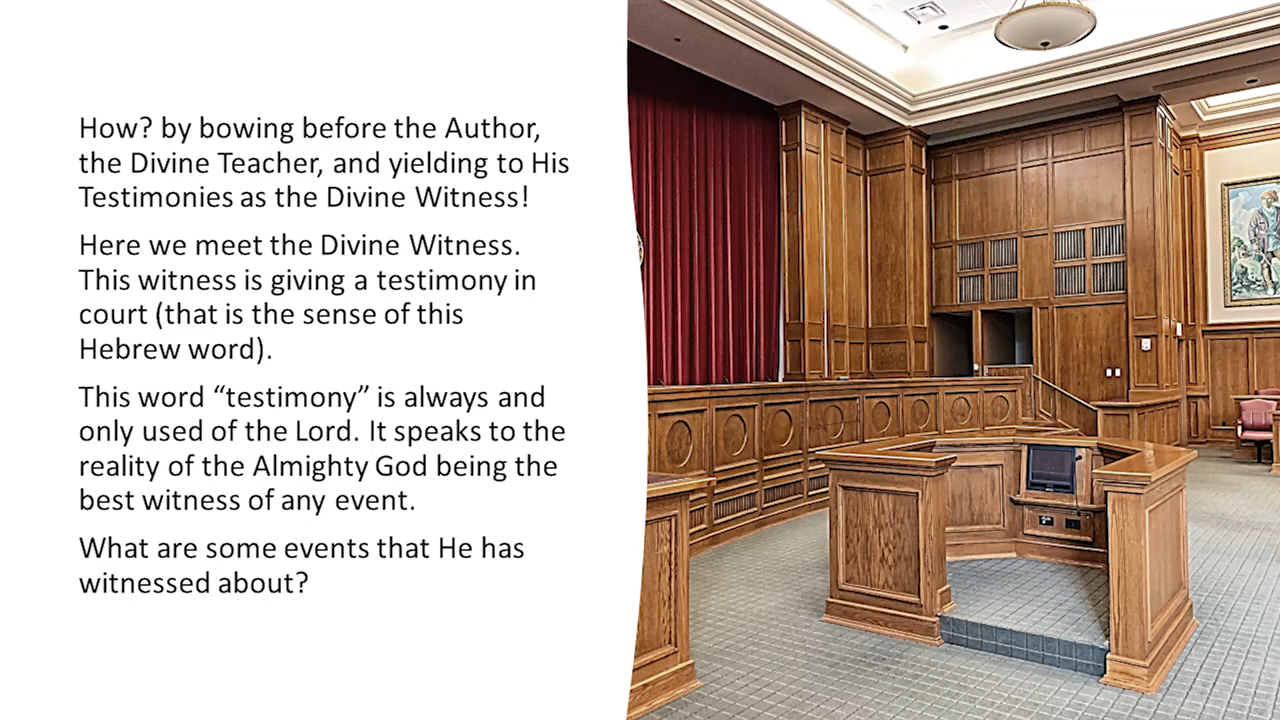 How? by bowing before the Author,
the Divine Teacher, and yielding to His
Testimonies as the Divine Witness!
Here we meet the Divine Witness.
This witness is giving a testimony in
court (that is the sense of this
Hebrew word).
This word “testimony” is always and
only used of the Lord. It speaks to the
reality of the Almighty God being the
best witness of any event.
What are some events that He has
witnessed about?